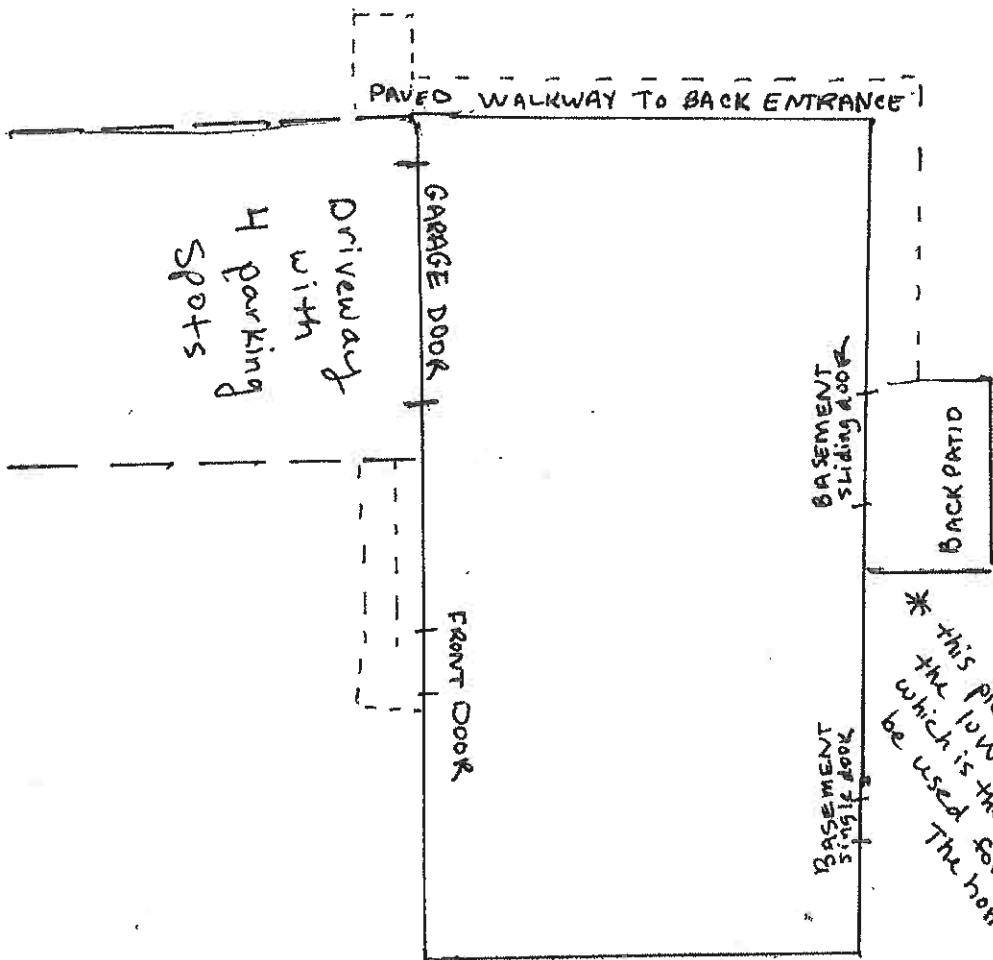 PAVED WALKWAY TO BACK ENTRANCE
GARAGE DOOR
Driveway
with
4 parking
Spots
FRONT DOOR
BASEMENT
sliding door
BACK PATIO
BASEMENT
single door
* this
the
which is
be used
The